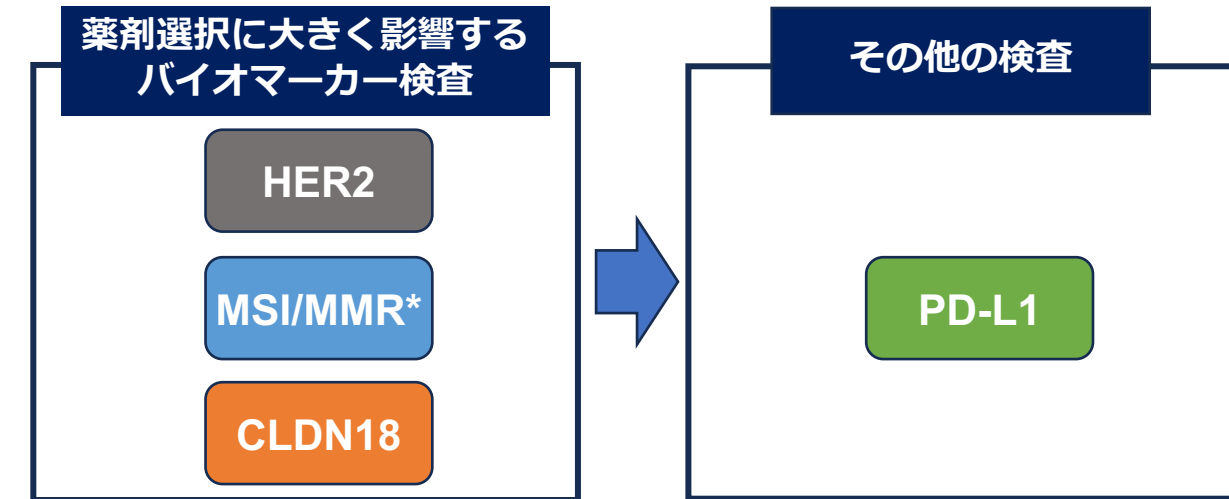 薬剤選択に大きく影響する
バイオマーカー検査
HER2
MSI/MMR*
CLDN18
その他の検査
PD-L1